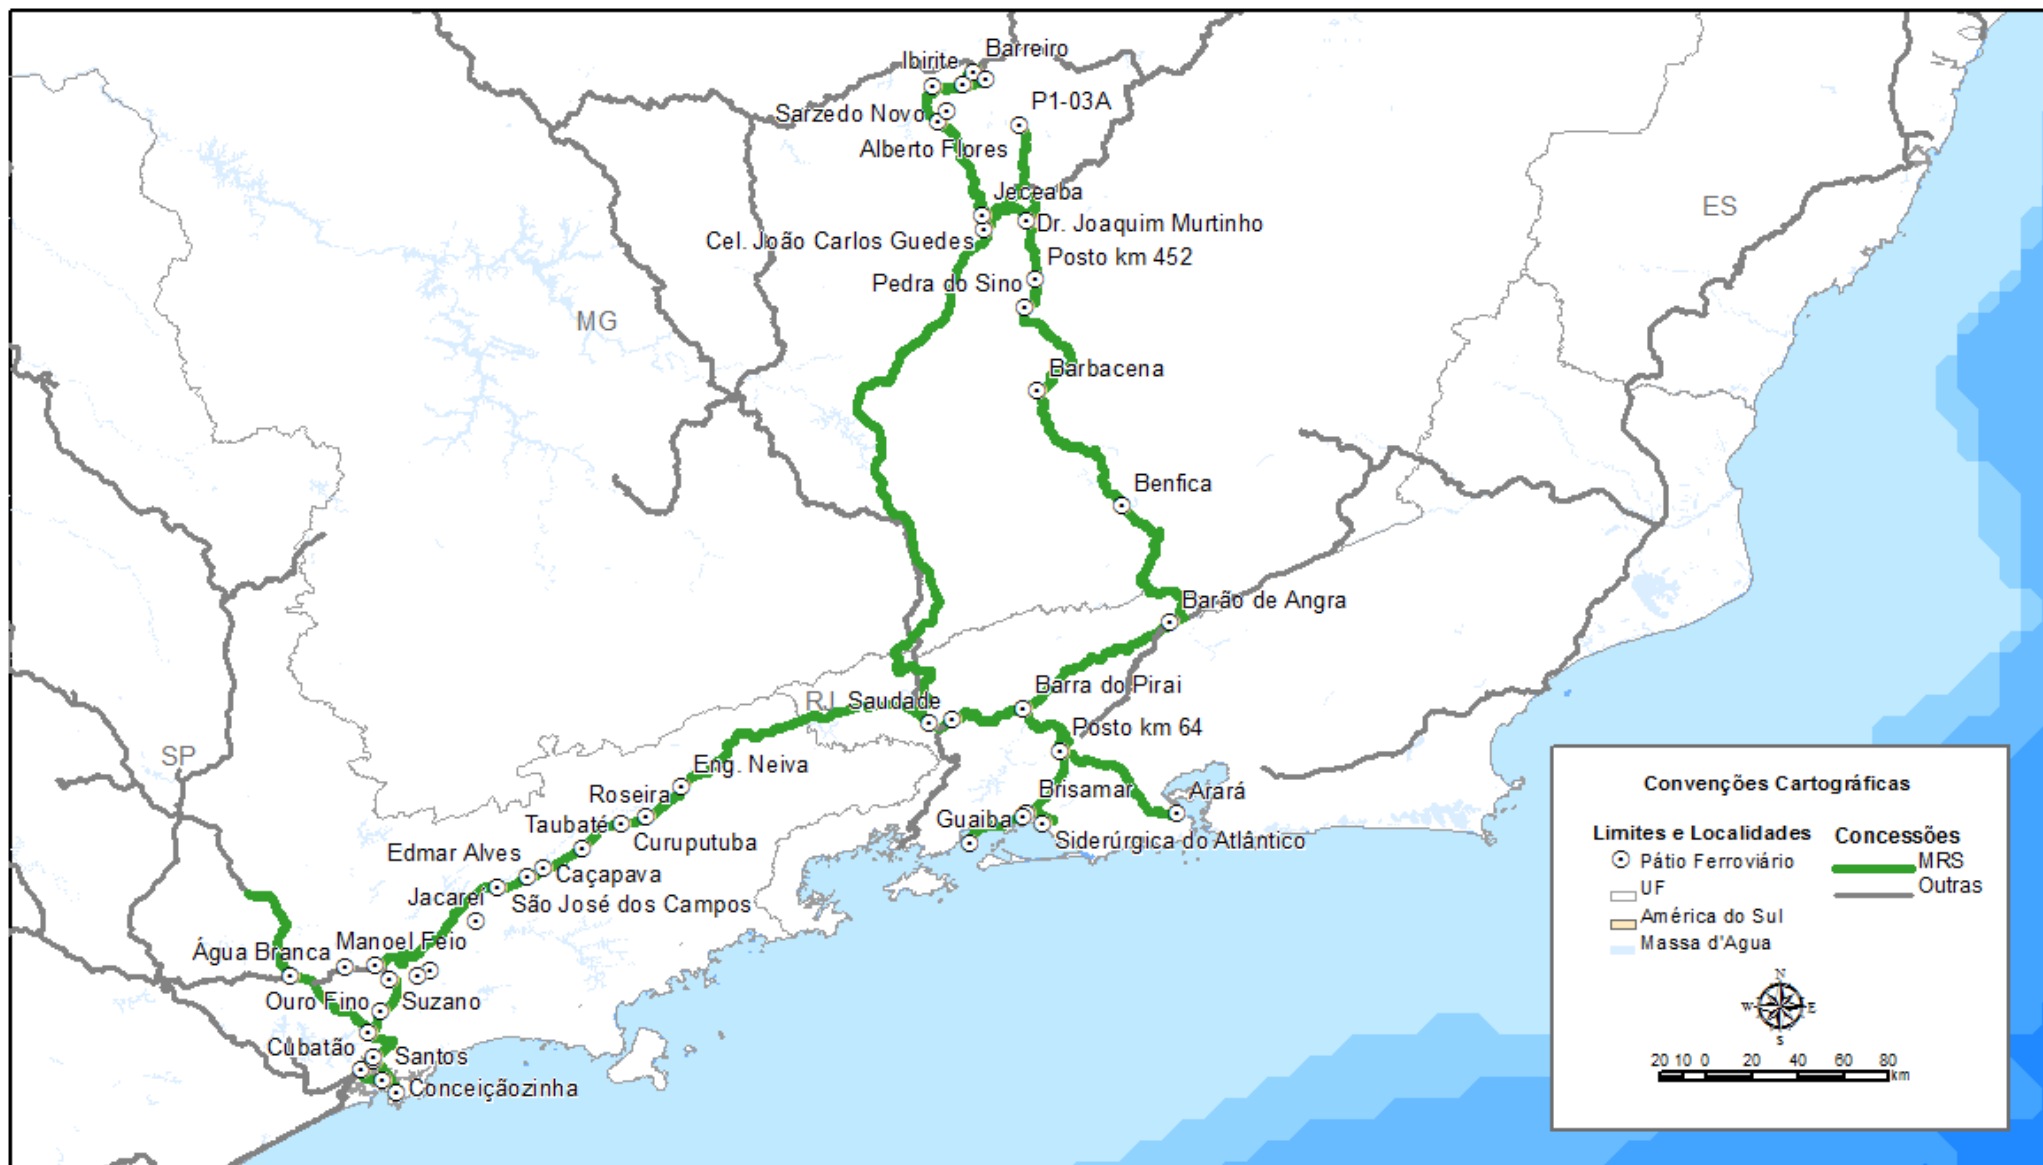 Barreiro
Ibirite
P1-03A
Sarzedo Novo
Alberto Flores
Jeceaba
ES
Dr. Joaquim Murtinho
Cel. João Carlos Guedes
Posto km 452
Pedra do Sino
MG
Barbacena
Benfica
Barão de Angra
Barra do Pirai
RJ
Saudade
Posto km 64
SP
Eng. Neiva
Roseira
Brisamar
Arará
Guaiba
Taubaté
Curuputuba
Siderúrgica do Atlântico
Edmar Alves
Caçapava
Jacareí
São José dos Campos
Manoel Feio
Água Branca
Ouro Fino
Suzano
Cubatão
Santos
Conceiçãozinha
Convenções Cartográficas
Limites e Localidades
Pátio Ferroviário
UF
América do Sul
Massa d'Agua
Concessões
MRS
Outras
N
W
E
S
20 10 0 20 40 60 80
km